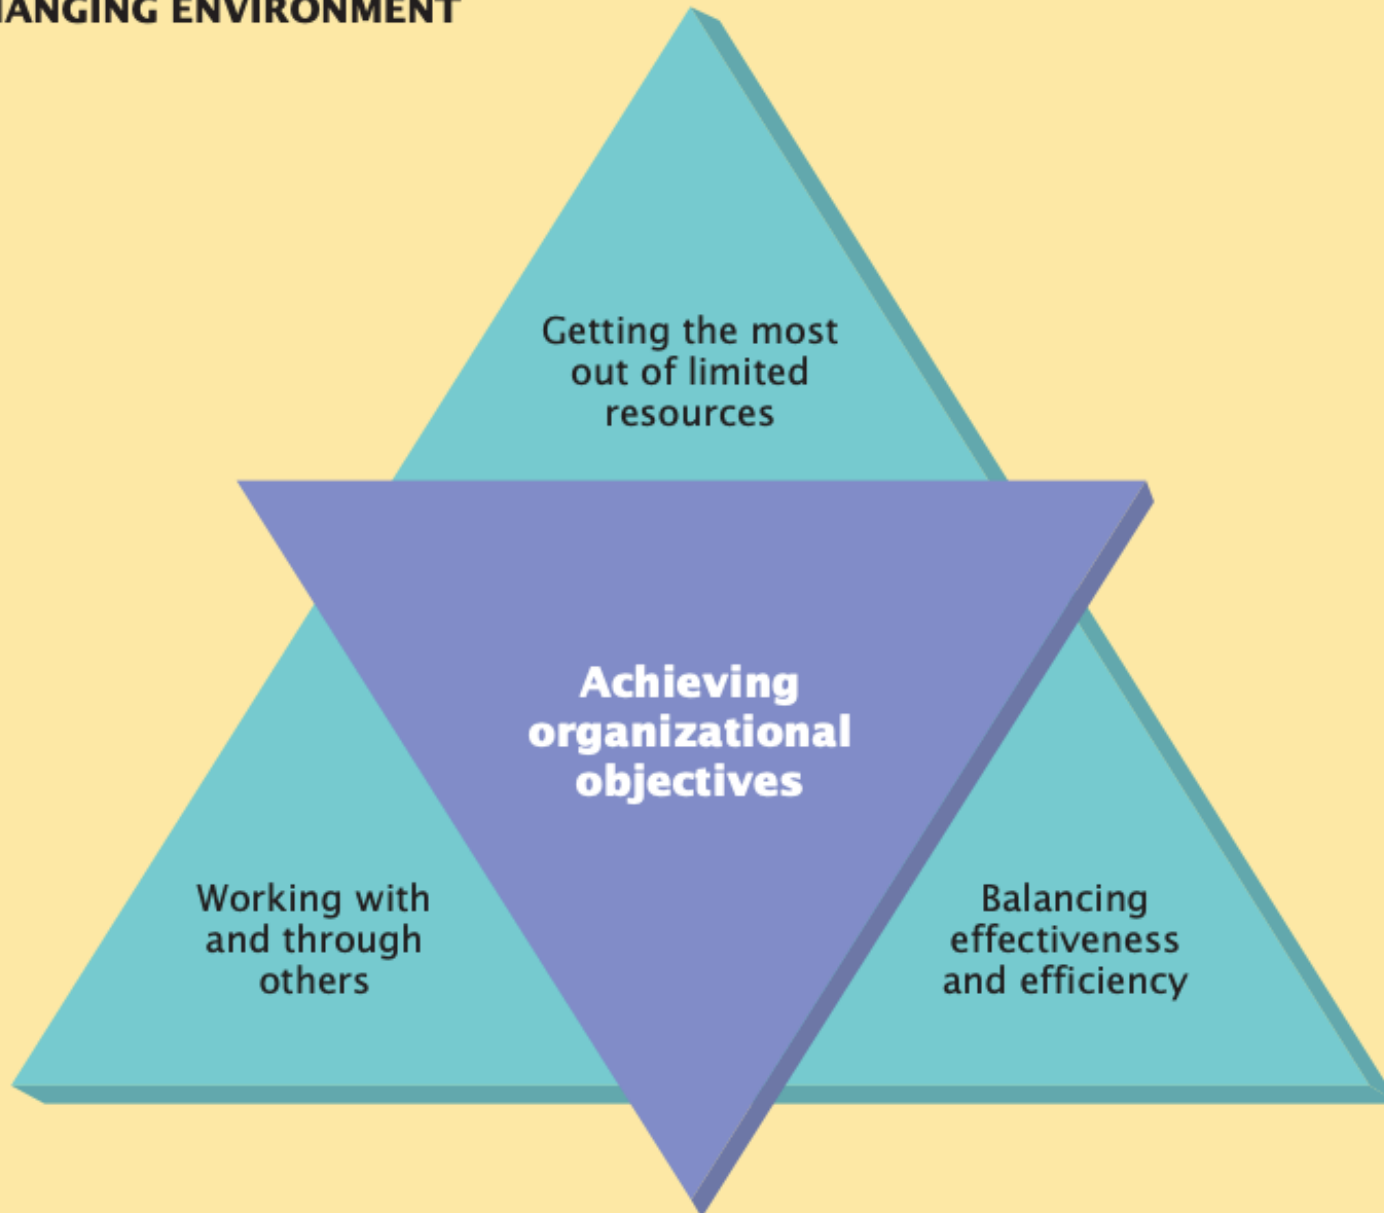 HANGING ENVIRONMENT
Getting the most
out of limited
resources
Achieving
organizational
objectives
Working with
and through
others
Balancing
effectiveness
and efficiency